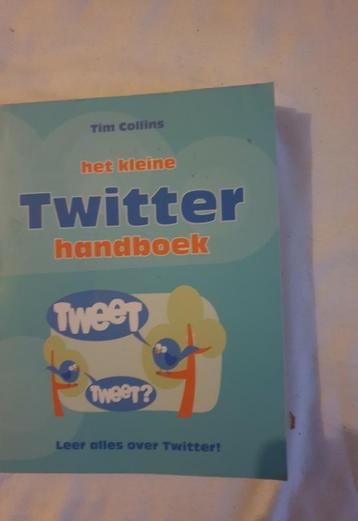 Tim Collins
het kleine
Twitter
handboek
TWEET
TWEET?
Leer alles over Twitter!